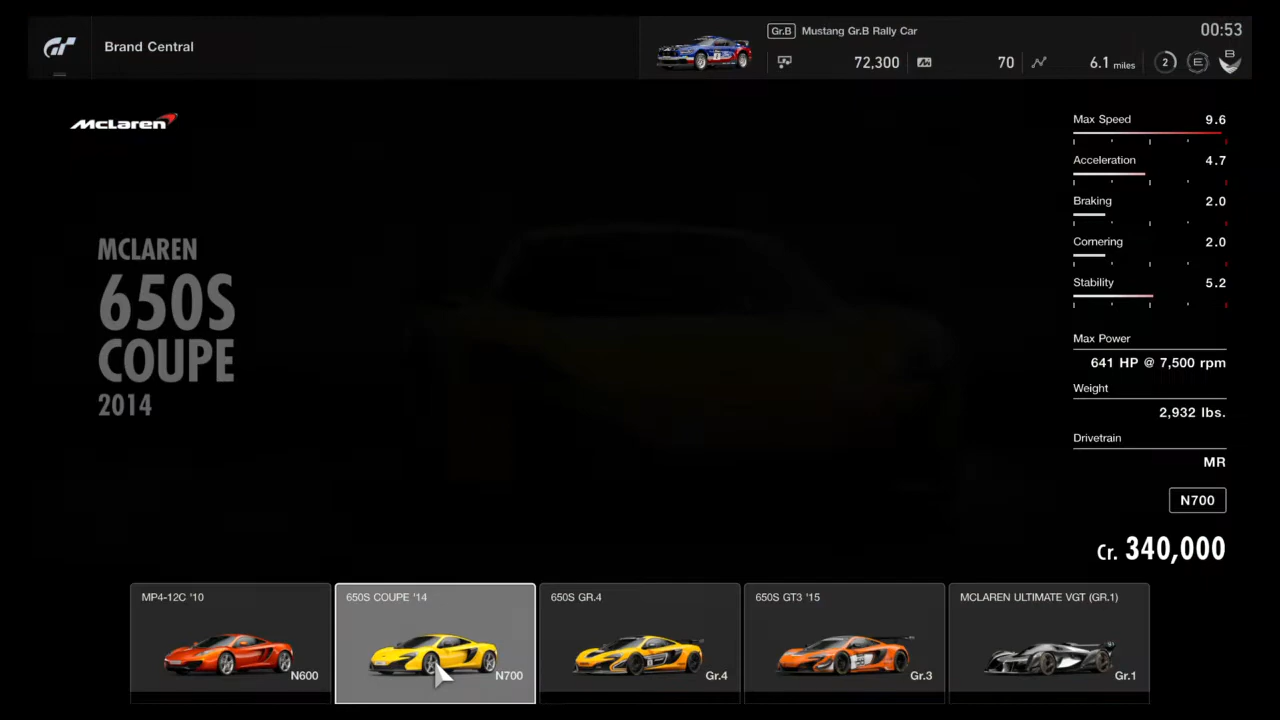 GT
Brand Central
Gr.B Mustang Gr.B Rally Car
00:53
72,300
70
6.1 miles
2
E
B
McLaren
MCLAREN
650S
COUPE
2014
Max Speed 9.6
Acceleration 4.7
Braking 2.0
Cornering 2.0
Stability 5.2
Max Power
641 HP @ 7,500 rpm
Weight
2,932 lbs.
Drivetrain
MR
N700
Cr. 340,000
MP4-12C '10
N600
650S COUPE '14
N700
650S GR.4
Gr.4
650S GT3 '15
Gr.3
MCLAREN ULTIMATE VGT (GR.1)
Gr.1